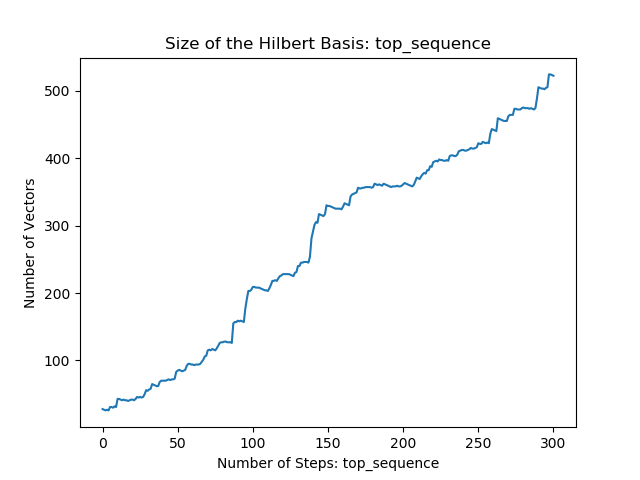 Size of the Hilbert Basis: top_sequence
Number of Vectors
500
400
300
200
100
0 50 100 150 200 250 300
Number of Steps: top_sequence